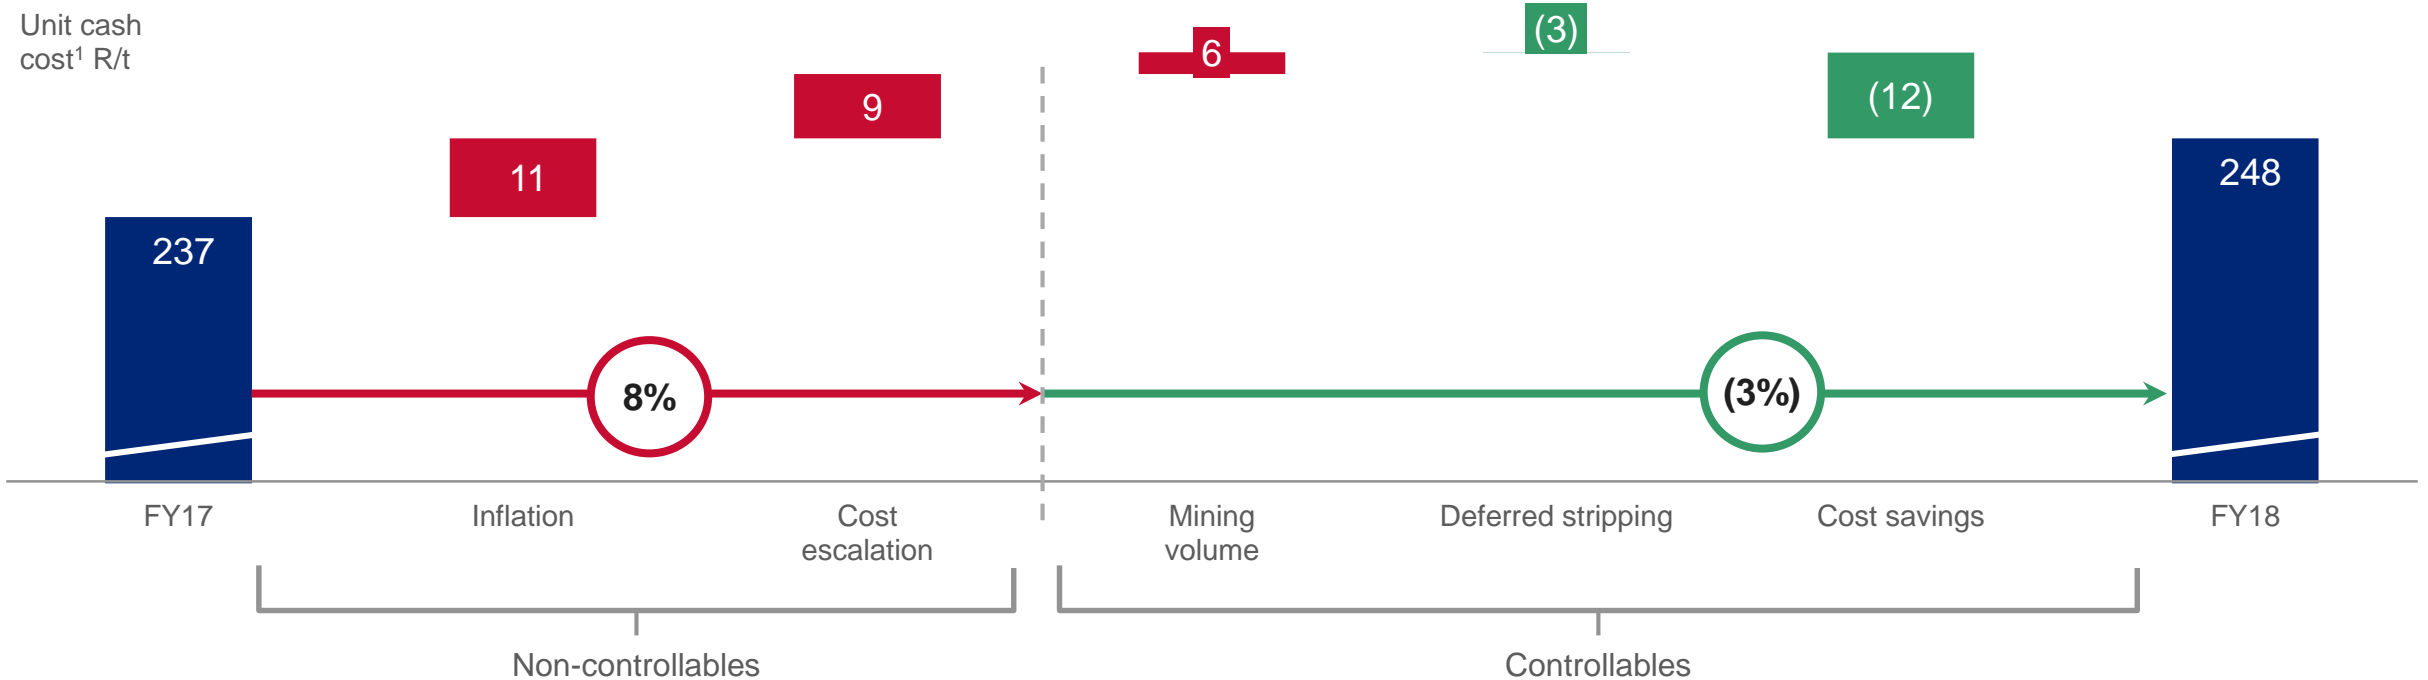 Unit cash
cost¹ R/t
237
11
9
6
(3)
(12)
248
8%
(3%)
FY17
Inflation
Cost
escalation
Mining
volume
Deferred stripping
Cost savings
FY18
Non-controllables
Controllables